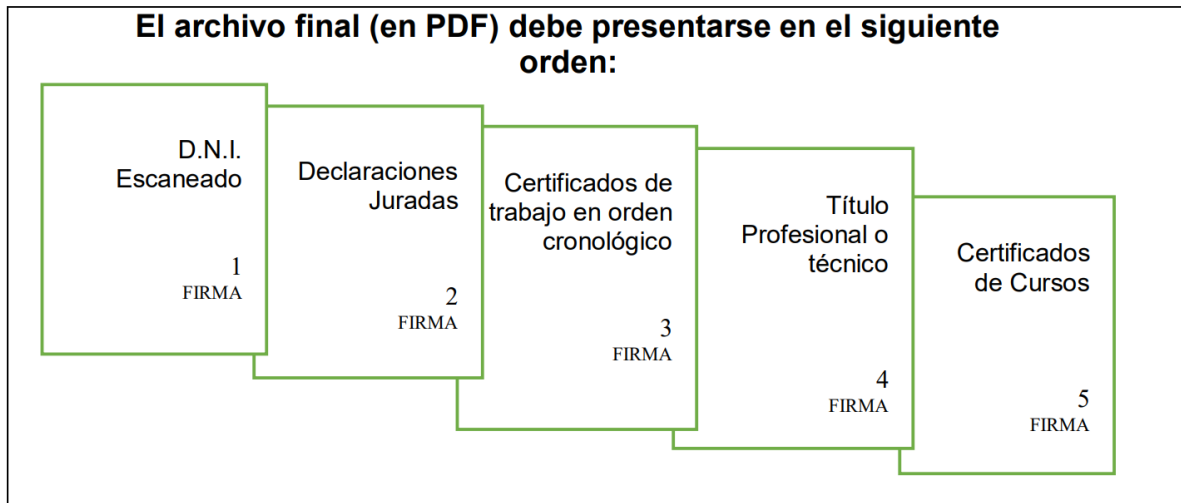 El archivo final (en PDF) debe presentarse en el siguiente
orden:
D.N.I.
Escaneado
1
FIRMA
Declaraciones
Juradas
2
FIRMA
Certificados de
trabajo en orden
cronológico
3
FIRMA
Título
Profesional o
técnico
4
FIRMA
Certificados
de Cursos
5
FIRMA